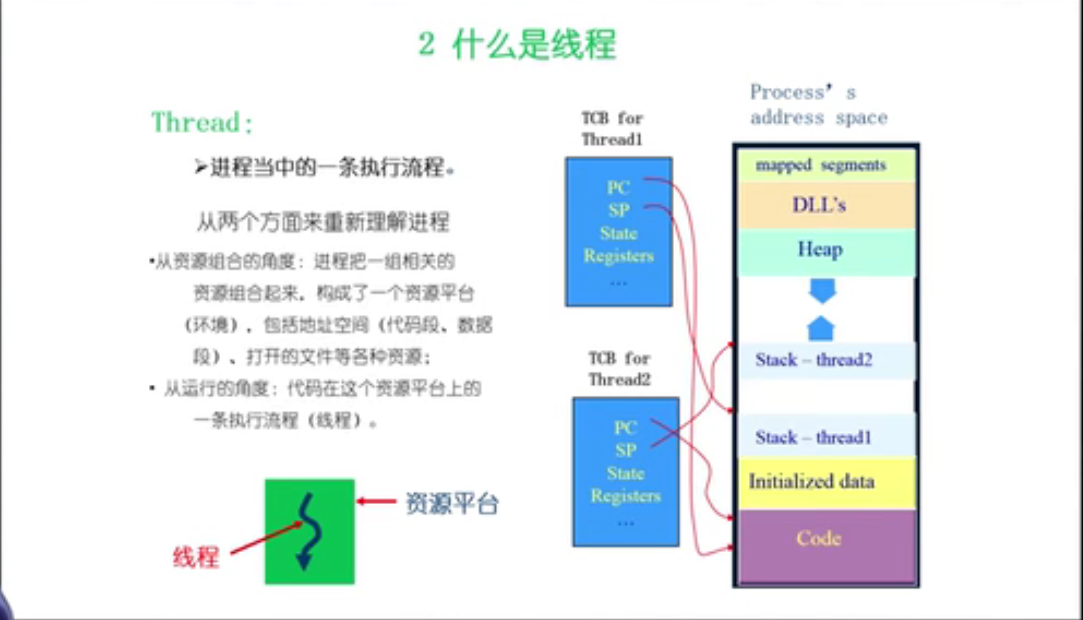 2 什么是线程
Thread:
➢进程当中的一条执行流程。
从两个方面来重新理解进程
•从资源组合的角度：进程把一组相关的
资源组合起来，构成了一个资源平台
（环境），包括地址空间（代码段、数据
段）、打开的文件等各种资源；
• 从运行的角度：代码在这个资源平台上的
一条执行流程（线程）。
资源平台
线程
TCB for
Thread1
PC
SP
State
Registers
...
TCB for
Thread2
PC
SP
State
Registers
...
Process's
address space
mapped segments
DLL's
Heap
Stack – thread2
Stack – thread1
Initialized data
Code